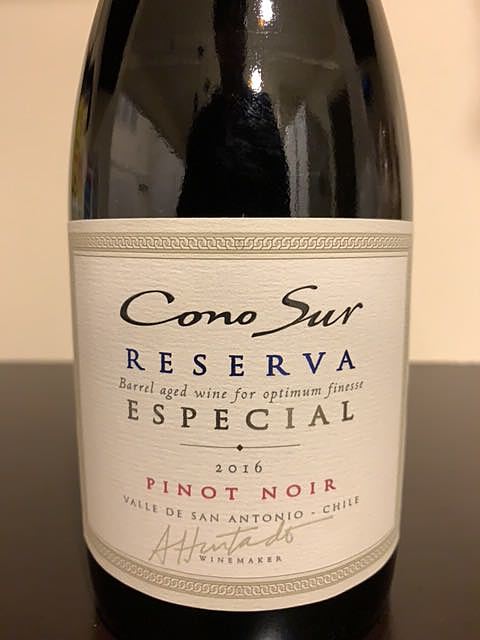 Cono Sur
RESERVA
Barrel aged wine for optimum finesse
ESPECIAL
2016
PINOT NOIR
VALLE DE SAN ANTONIO - CHILE
AHurtado
WINEMAKER